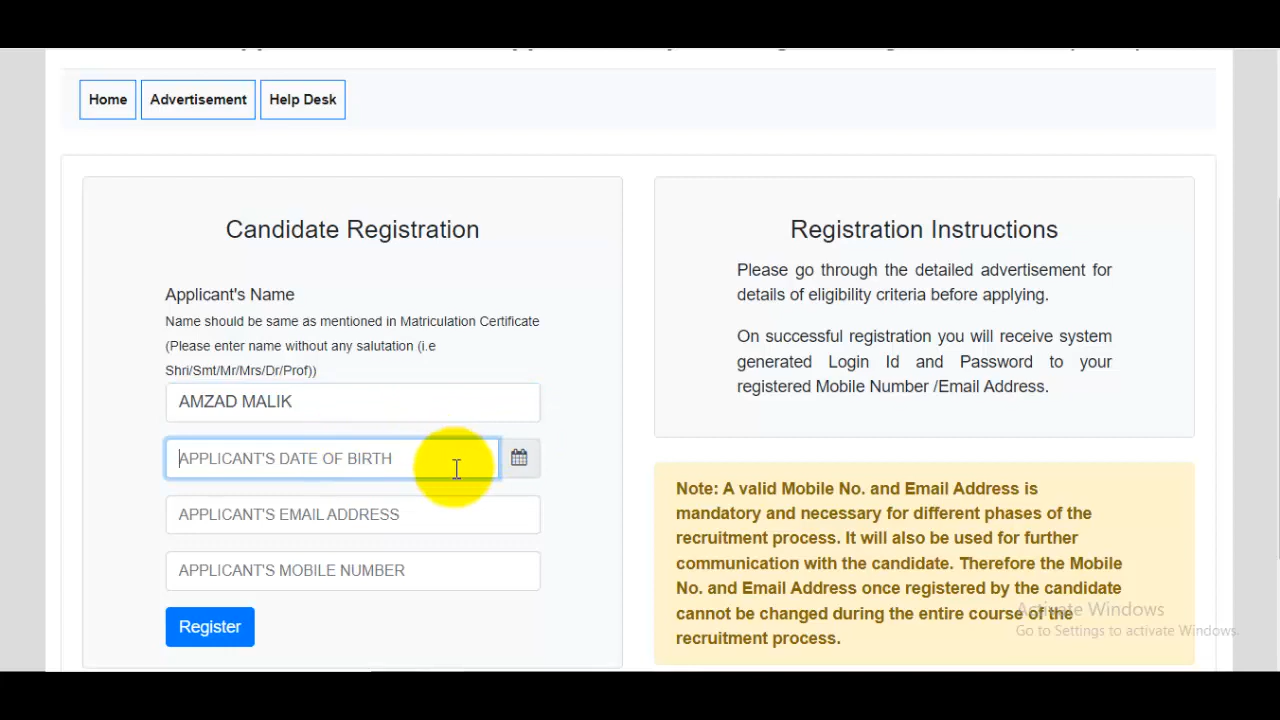 Home
Advertisement
Help Desk
Candidate Registration
Applicant's Name
Name should be same as mentioned in Matriculation Certificate
(Please enter name without any salutation (i.e
Shri/Smt/Mr/Mrs/Dr/Prof))
AMZAD MALIK
APPLICANT'S DATE OF BIRTH
APPLICANT'S EMAIL ADDRESS
APPLICANT'S MOBILE NUMBER
Register
Registration Instructions
Please go through the detailed advertisement for
details of eligibility criteria before applying.
On successful registration you will receive system
generated Login Id and Password to your
registered Mobile Number /Email Address.
Note: A valid Mobile No. and Email Address is
mandatory and necessary for different phases of the
recruitment process. It will also be used for further
communication with the candidate. Therefore the Mobile
No. and Email Address once registered by the candidate
cannot be changed during the entire course of the
recruitment process.
Activate Windows
Go to Settings to activate Windows.